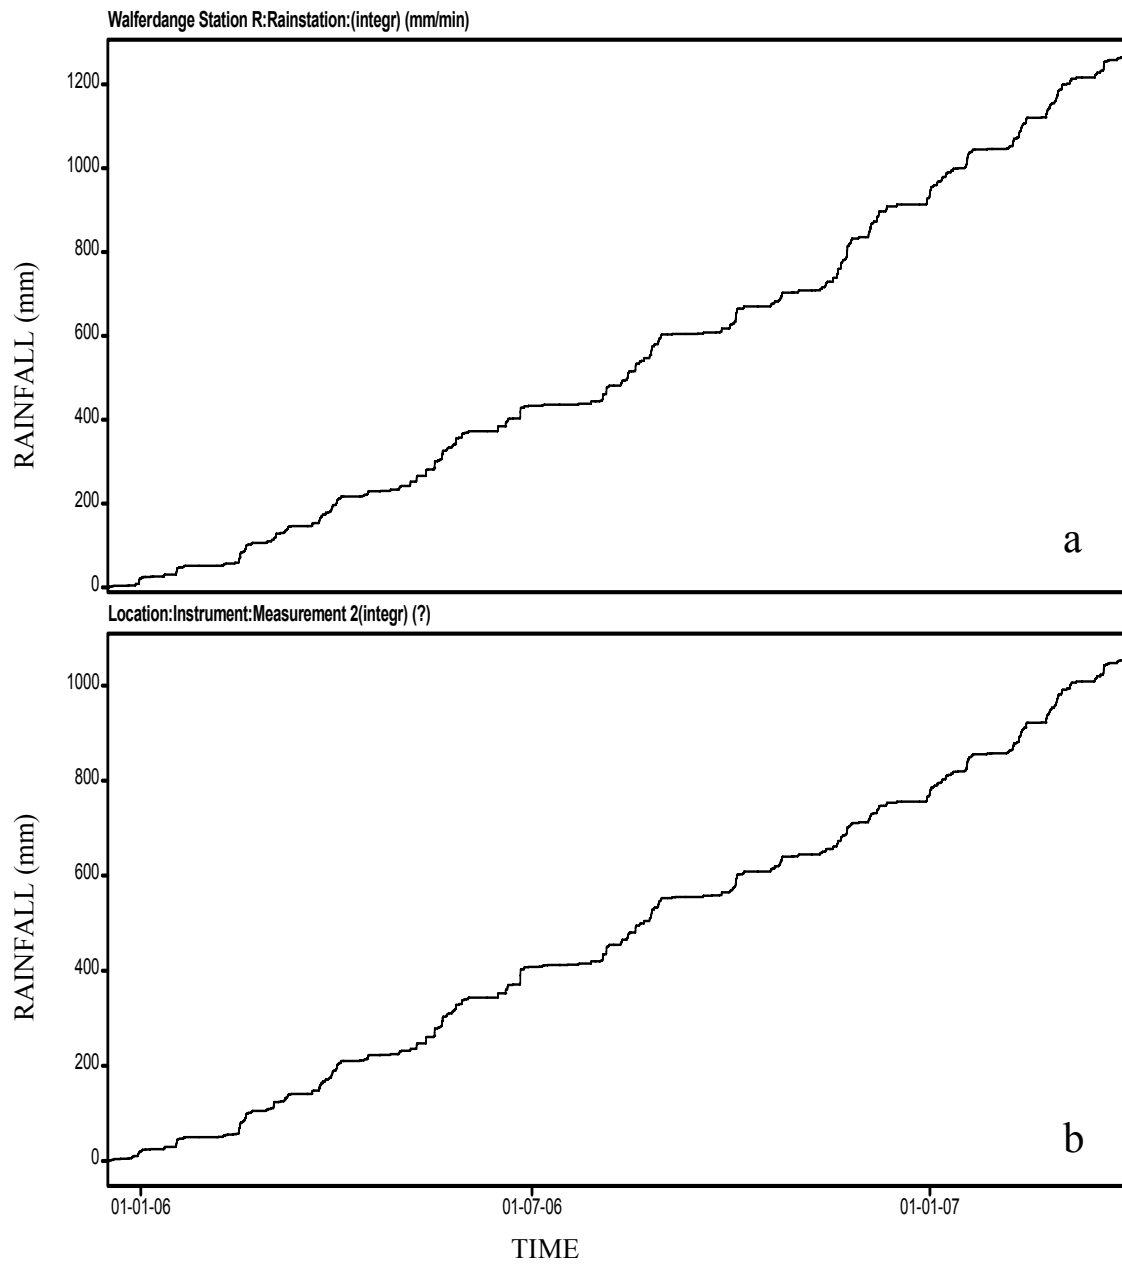 Walferdange Station R:Rainstation:(integr) (mm/min)
RAINFALL (mm)
1200
1000
800
600
400
200
0
a
Location:Instrument:Measurement 2(integr) (?)
RAINFALL (mm)
1000
800
600
400
200
0
b
01-01-06 01-07-06 01-01-07
TIME